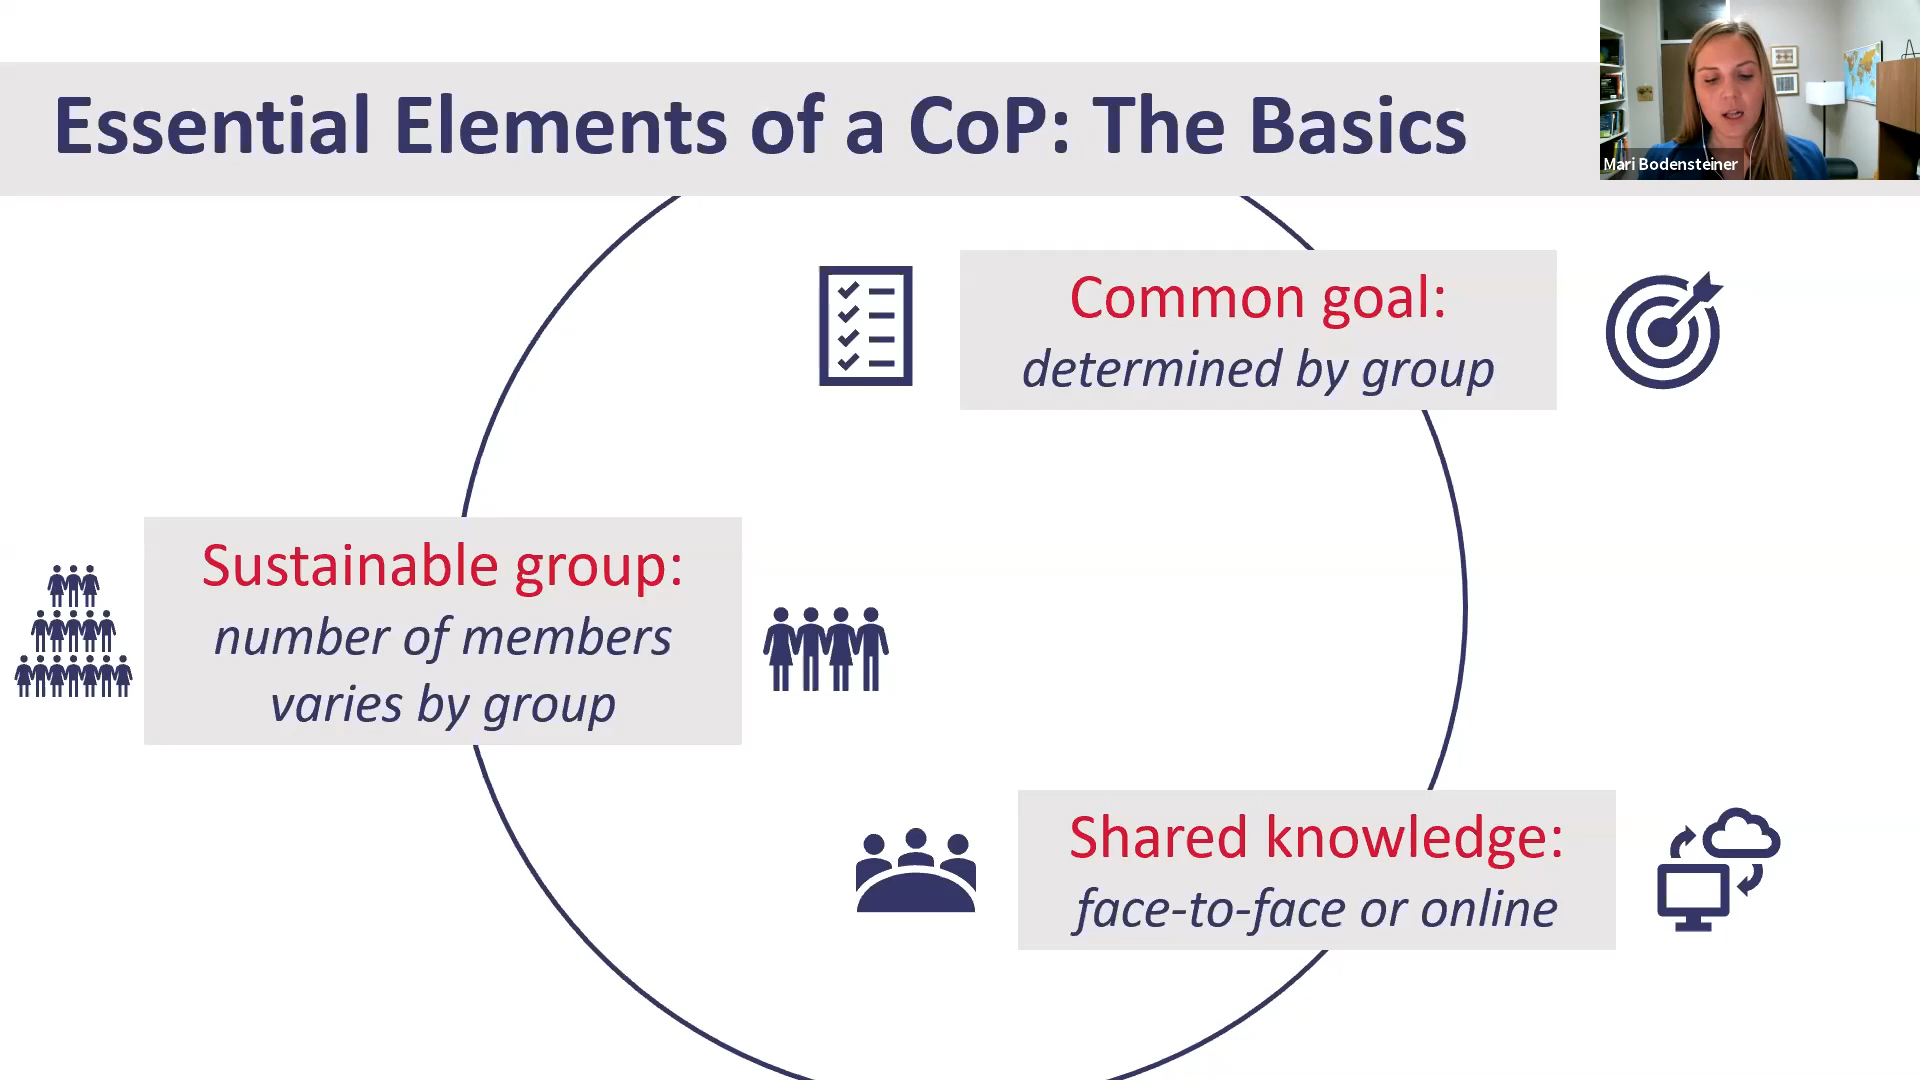 Essential Elements of a CoP: The Basics
Mari Bodensteiner
Common goal:
determined by group
Sustainable group:
number of members
varies by group
Shared knowledge:
face-to-face or online